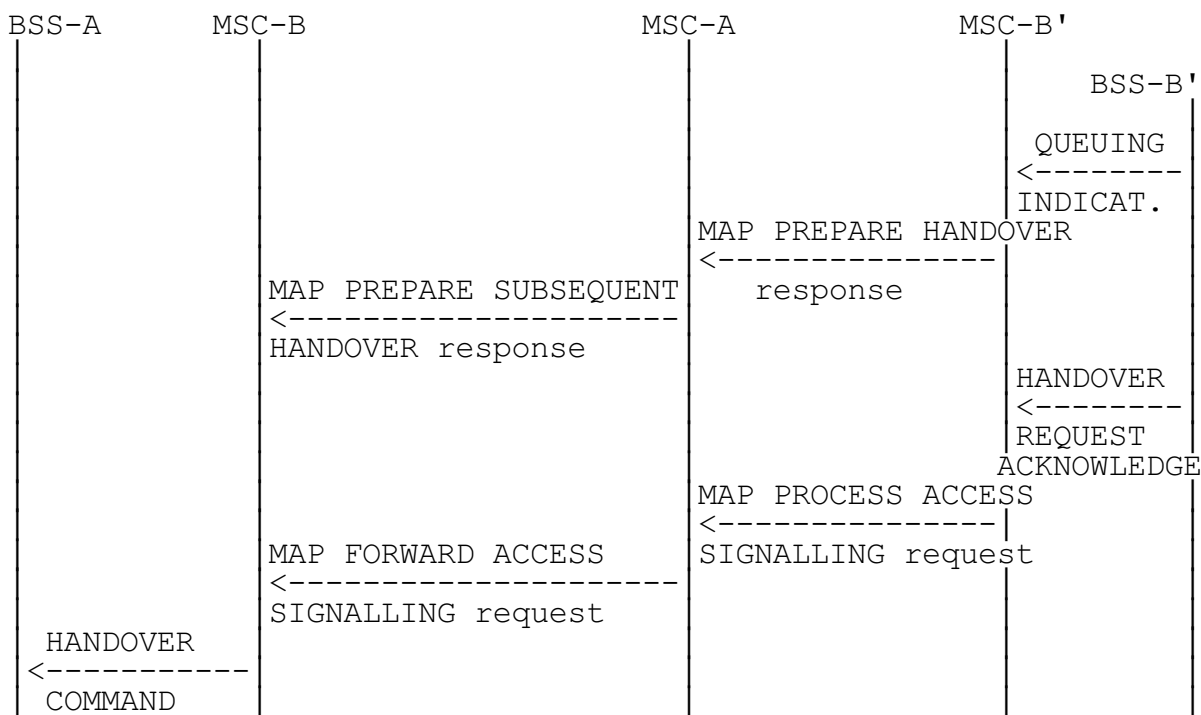 BSS-A MSC-B MSC-A MSC-B'
BSS-B'
QUEUING
INDICAT.
MAP PREPARE HANDOVER
response
MAP PREPARE SUBSEQUENT
HANDOVER response
HANDOVER
REQUEST
ACKNOWLEDGE
MAP PROCESS ACCESS
SIGNALLING request
MAP FORWARD ACCESS
SIGNALLING request
HANDOVER
COMMAND